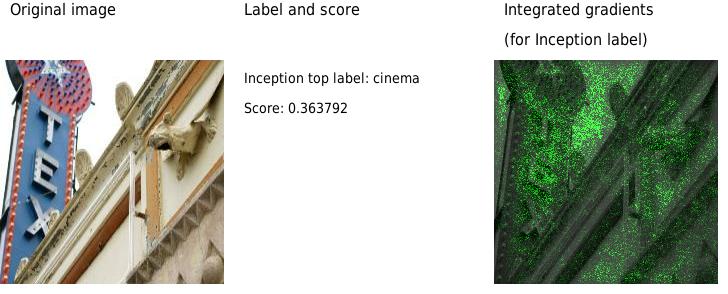 Original image
Label and score
Integrated gradients
(for Inception label)
Inception top label: cinema
Score: 0.363792
TEX